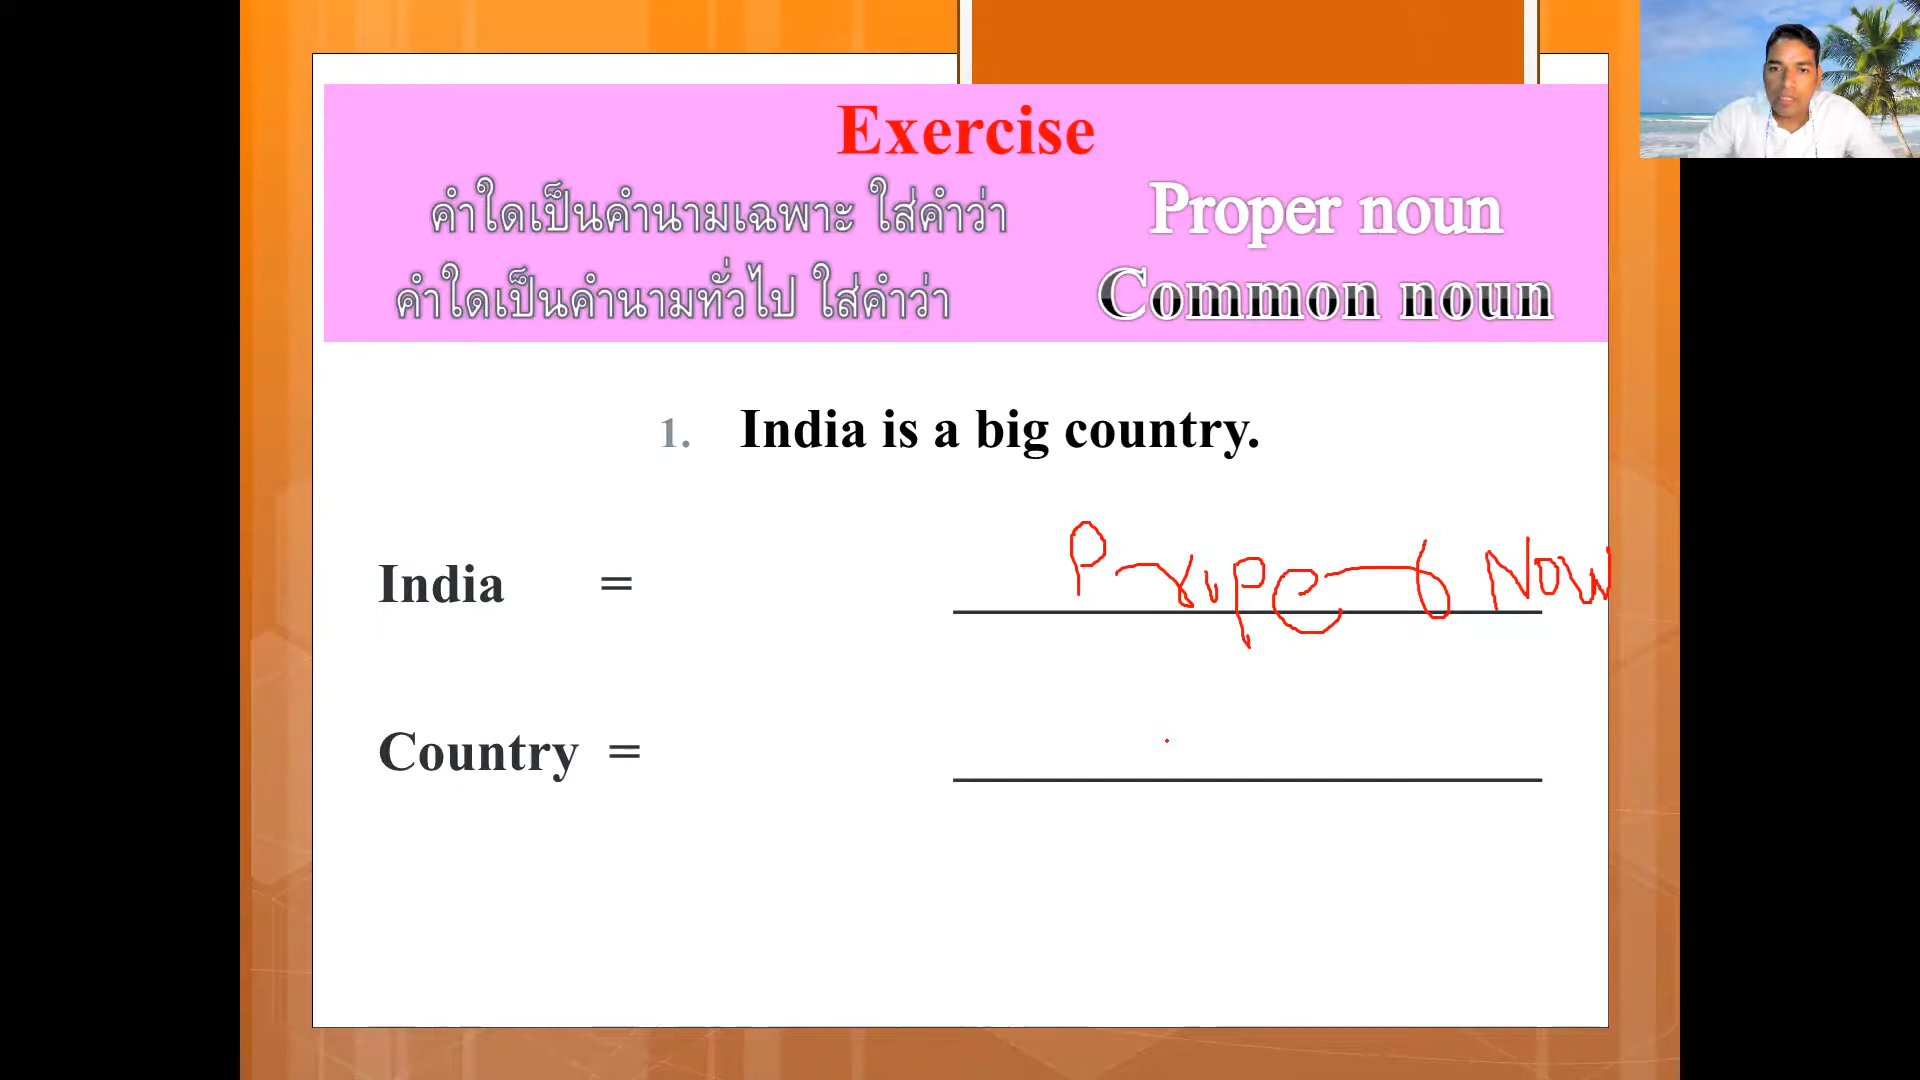 Exercise
คำใดเป็นคำนามเฉพาะ ใส่คำว่า Proper noun
คำใดเป็นคำนามทั่วไป ใส่คำว่า Common noun
1. India is a big country.
India = Proper Nou
Country =